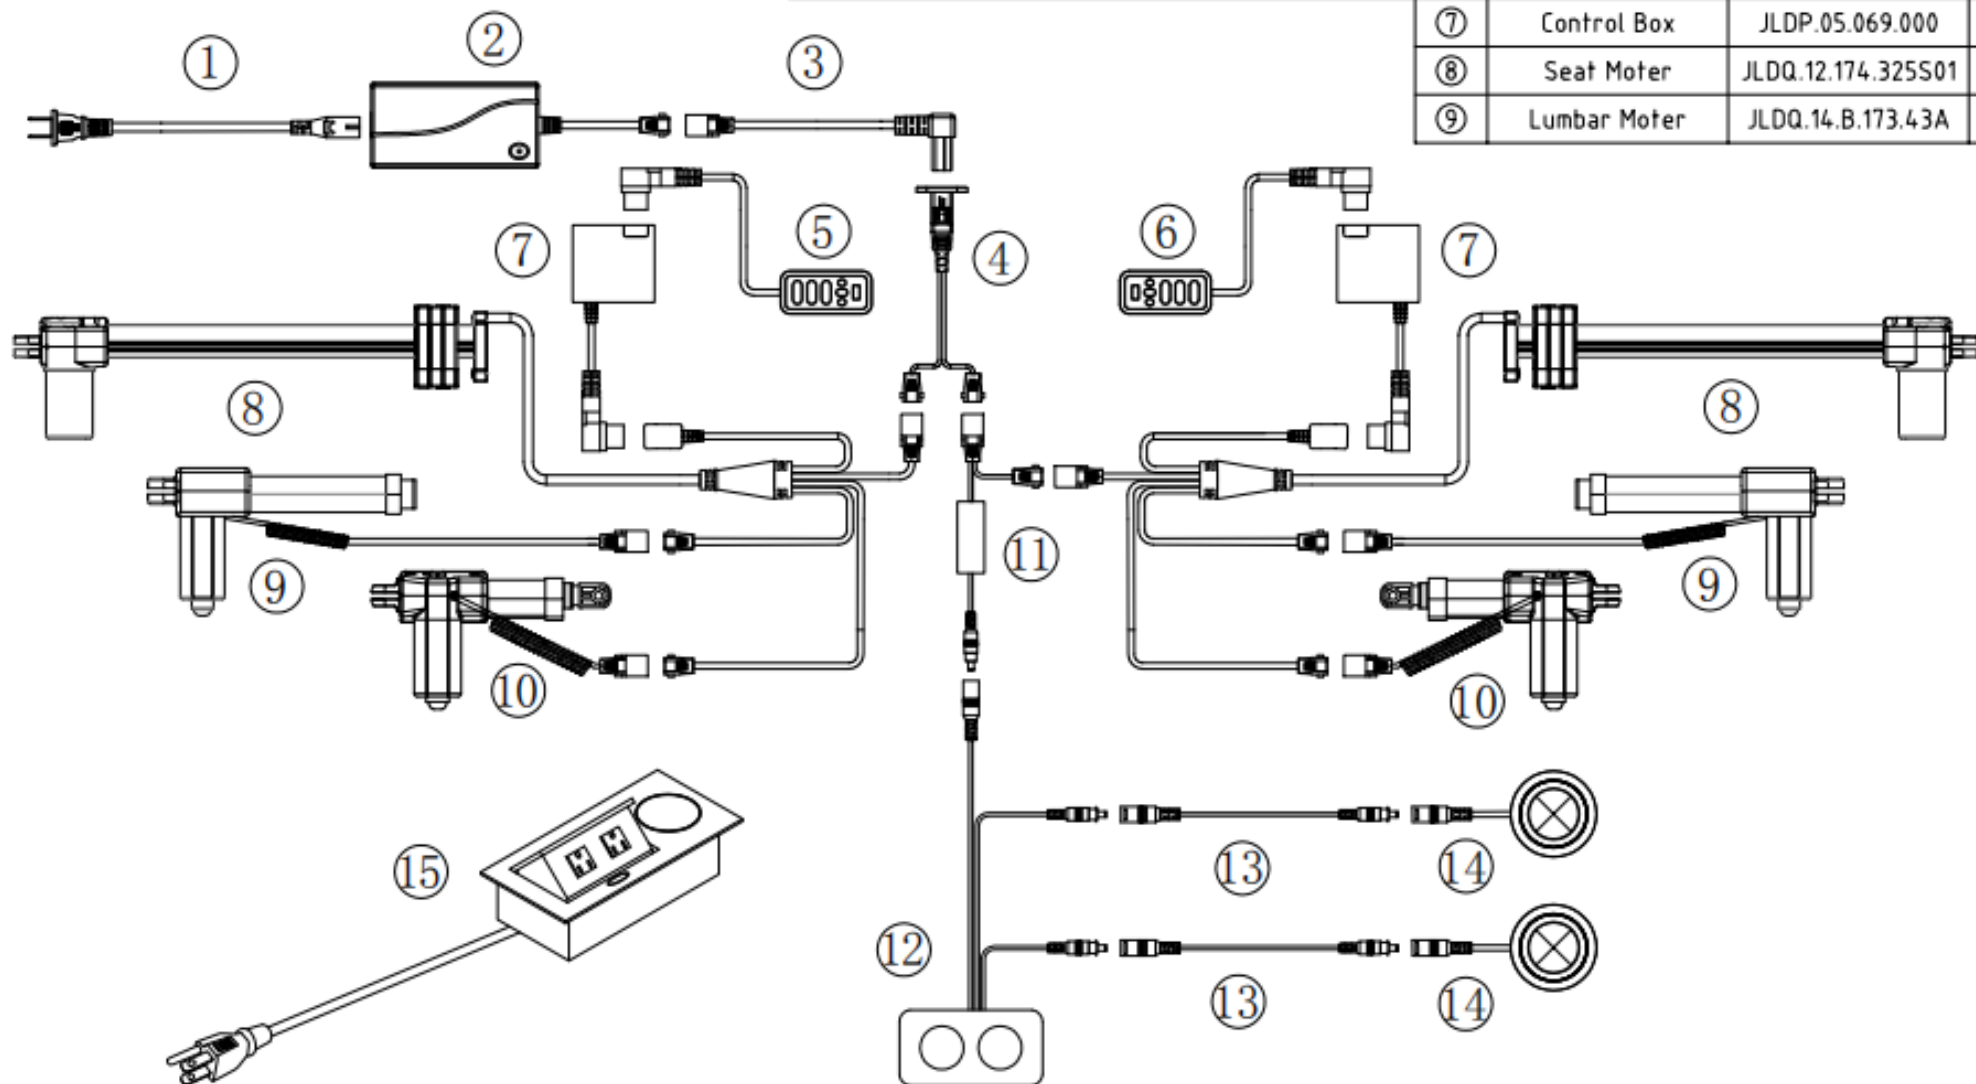 ⑦ Control Box JLDP.05.069.000
⑧ Seat Moter JLDQ.12.174.325S01
⑨ Lumbar Moter JLDQ.14.B.173.43A
① ② ③
⑦ ⑤ ④ ⑥ ⑦
⑧ ⑧
⑨ ⑪ ⑨
⑩ ⑩
⑮ ⑬ ⑭
⑫ ⑬ ⑭